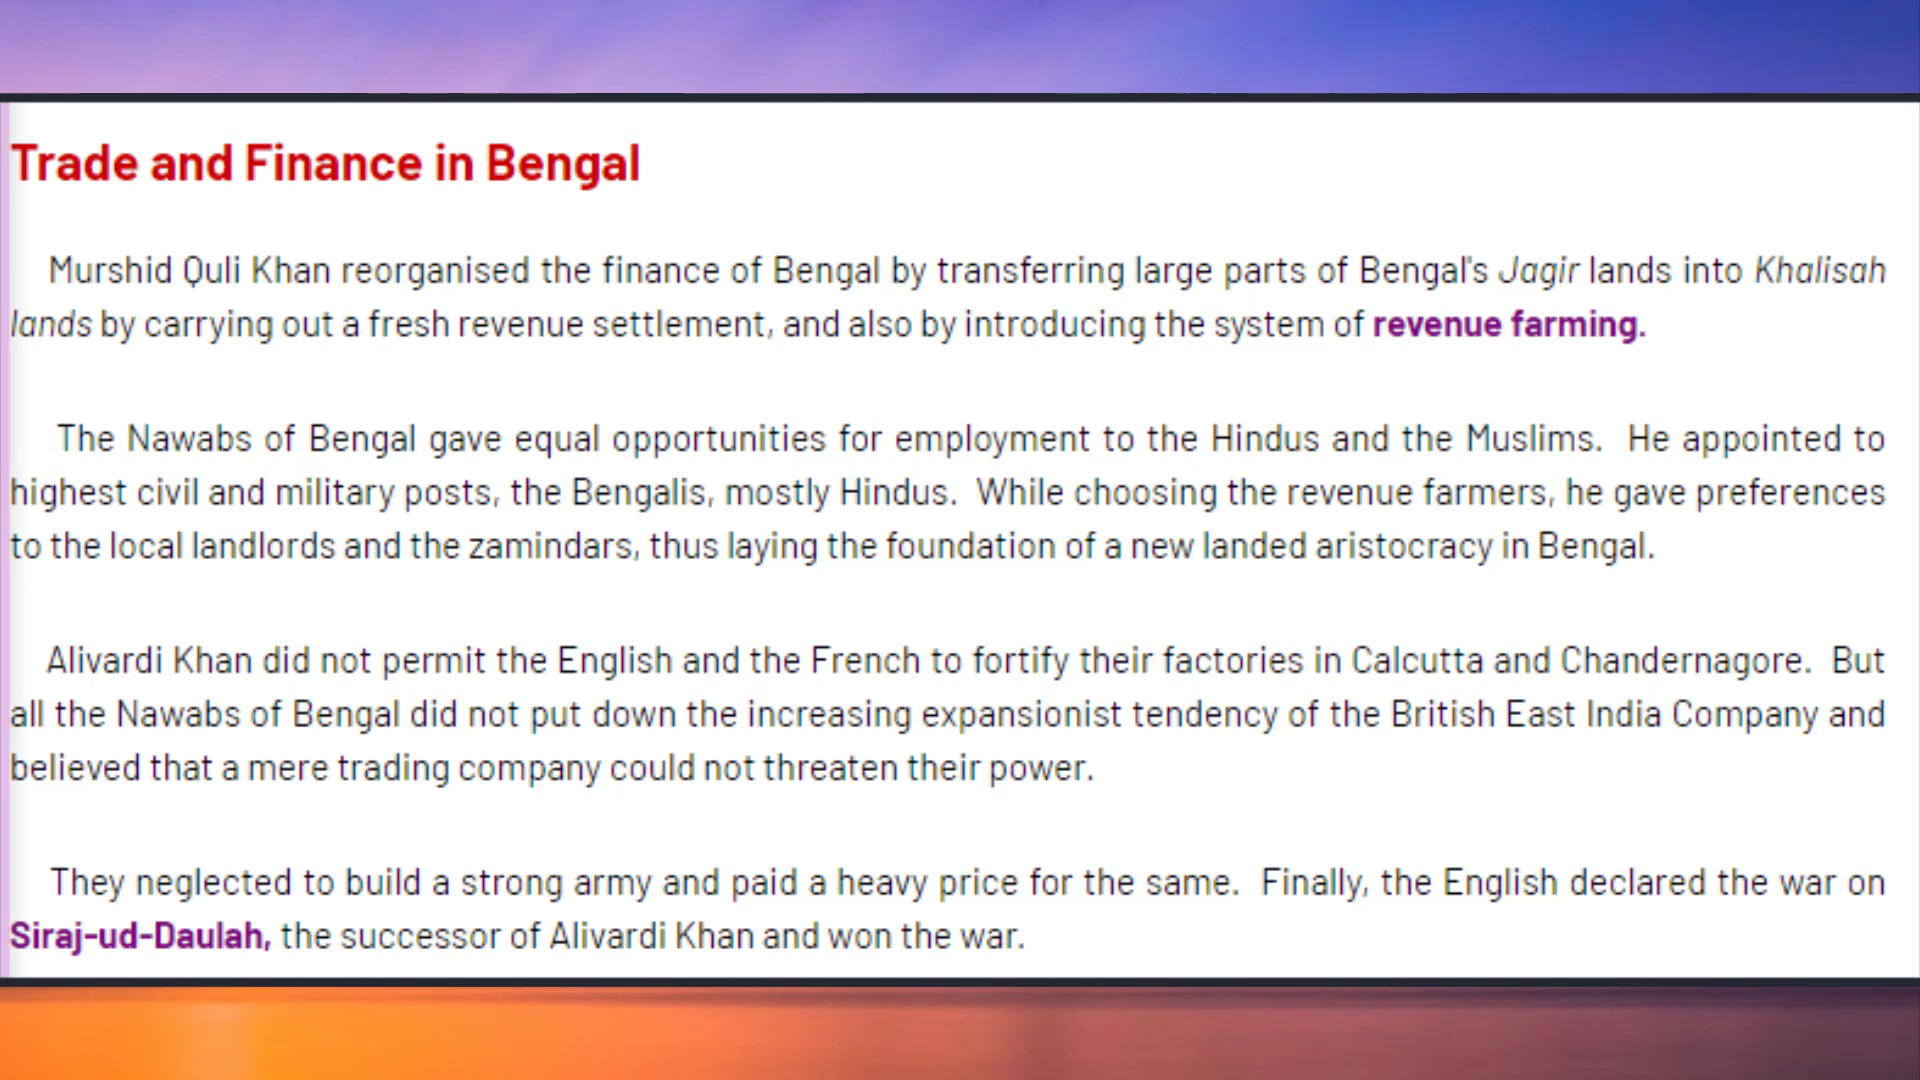 Trade and Finance in Bengal
Murshid Quli Khan reorganised the finance of Bengal by transferring large parts of Bengal's Jagir lands into Khalisah
lands by carrying out a fresh revenue settlement, and also by introducing the system of revenue farming.
The Nawabs of Bengal gave equal opportunities for employment to the Hindus and the Muslims. He appointed to
highest civil and military posts, the Bengalis, mostly Hindus. While choosing the revenue farmers, he gave preferences
to the local landlords and the zamindars, thus laying the foundation of a new landed aristocracy in Bengal.
Alivardi Khan did not permit the English and the French to fortify their factories in Calcutta and Chandernagore. But
all the Nawabs of Bengal did not put down the increasing expansionist tendency of the British East India Company and
believed that a mere trading company could not threaten their power.
They neglected to build a strong army and paid a heavy price for the same. Finally, the English declared the war on
Siraj-ud-Daulah, the successor of Alivardi Khan and won the war.